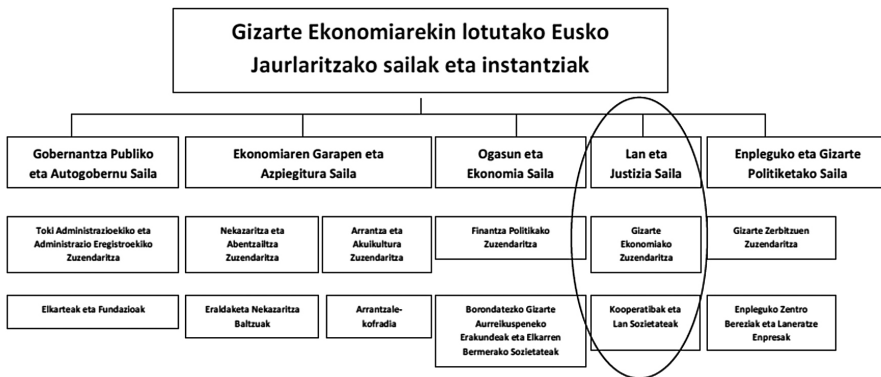 Gizarte Ekonomiarekin lotutako Eusko
Jaurlaritzako sailak eta instantziak
Gobernantza Publiko
eta Autogobernu Saila
Ekonomiaren Garapen eta
Azpiegitura Saila
Ogasun eta
Ekonomia Saila
Lan eta
Justizia Saila
Enpleguko eta Gizarte
Politiketako Saila
Toki Administrazioekiko eta
Administrazio Eregistroekiko
Zuzendaritza
Nekazaritza eta
Abentzailtza
Zuzendaritza
Arrantza eta
Akuikultura
Zuzendaritza
Finantza Politikako
Zuzendaritza
Gizarte
Ekonomiako
Zuzendaritza
Gizarte Zerbitzuen
Zuzendaritza
Elkarteak eta Fundazioak
Eraldaketa Nekazaritza
Baltzuak
Arrantzale-
kofradia
Borondatezko Gizarte
Aurreikuspeneko
Erakundeak eta Elkarren
Bermerako Sozietateak
Kooperatibak eta
Lan Sozietateak
Enpleguko Zentro
Bereziak eta Laneratze
Enpresak